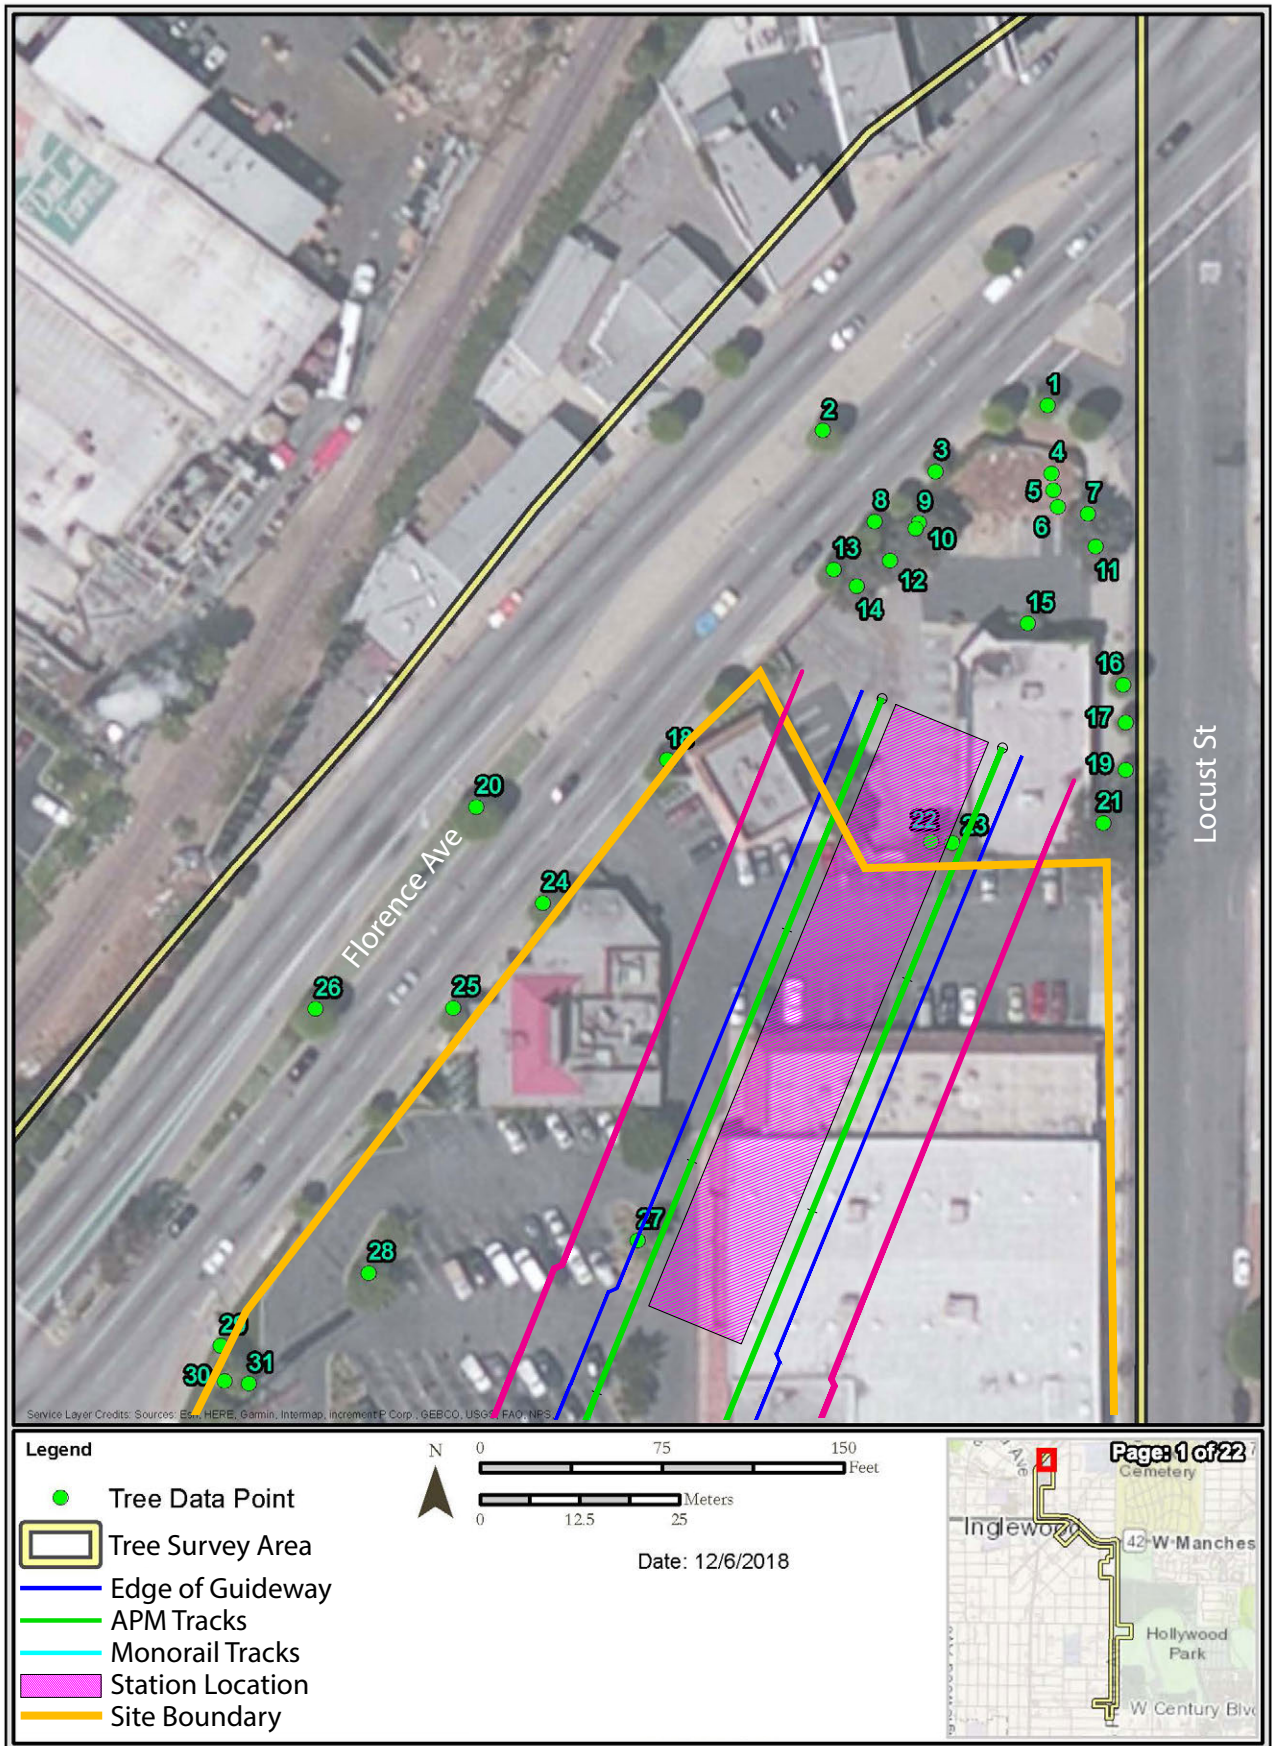 1
2
3
4
5
6
7
8
9
10
11
12
13
14
15
16
17
18
19
20
21
22
23
24
25
26
27
28
29
30
31
Florence Ave
Locust St
Service Layer Credits: Sources: Esri, HERE, Garmin, Intermap, increment P Corp., GEBCO, USGS, FAO, NPS,
Legend
Tree Data Point
Tree Survey Area
Edge of Guideway
APM Tracks
Monorail Tracks
Station Location
Site Boundary
N
0 75 150
Feet
Meters
0 12.5 25
Date: 12/6/2018
Page: 1 of 22
Ave
Cemetery
Inglewood
42 W Manches
Hollywood
Park
W Century Blv